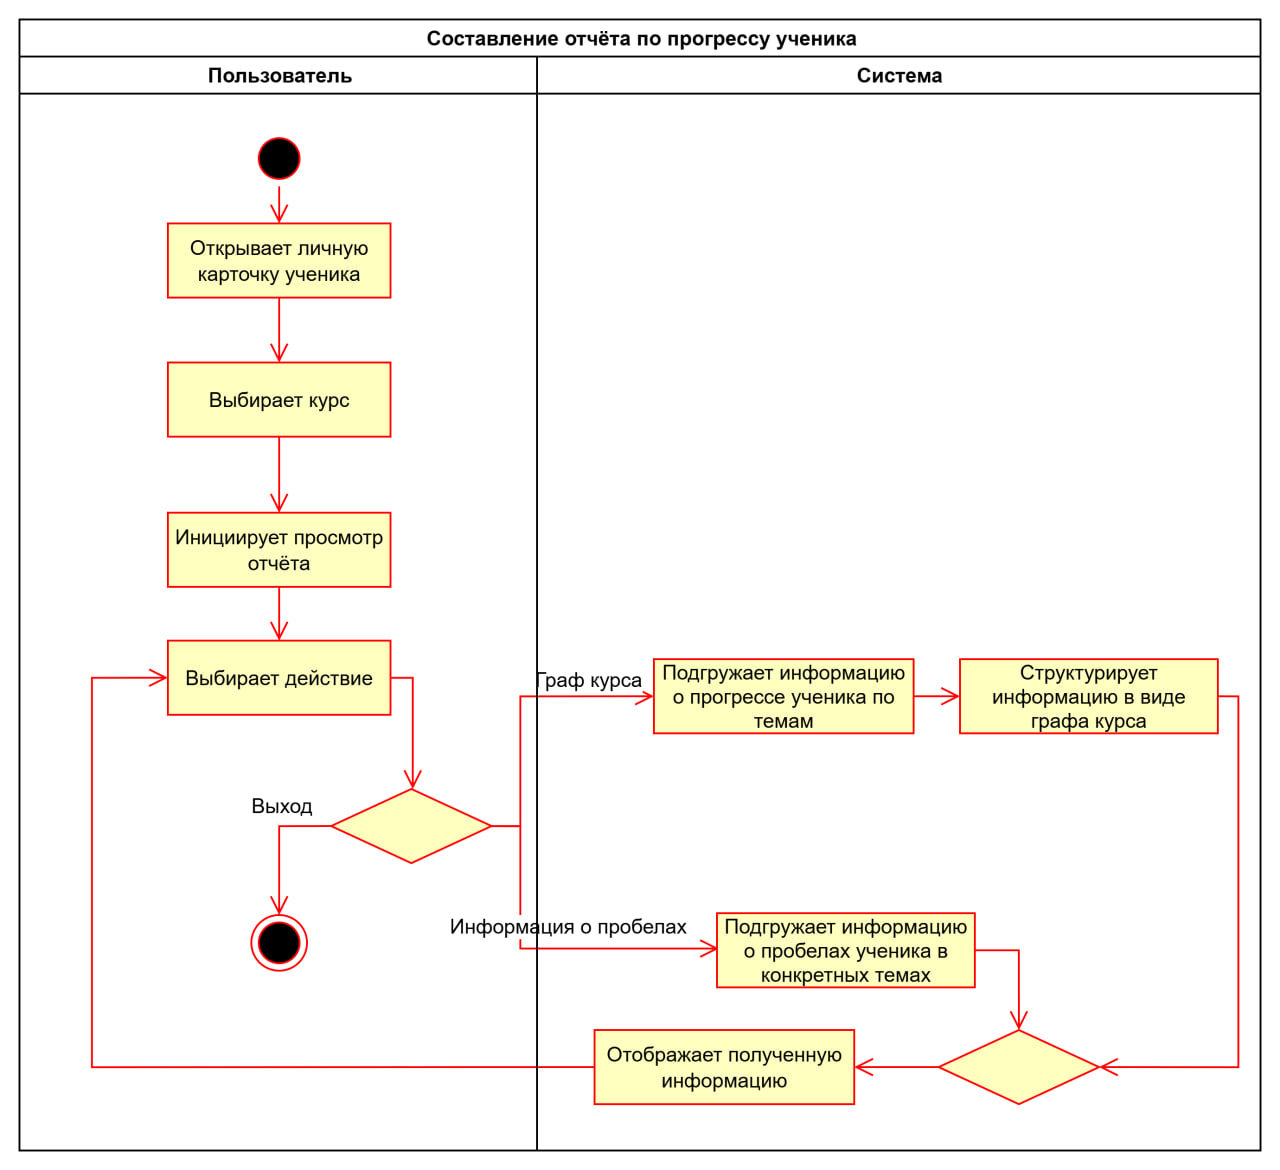 Составление отчёта по прогрессу ученика
Пользователь
Система
Открывает личную
карточку ученика
Выбирает курс
Инициирует просмотр
отчёта
Выбирает действие
Граф курса
Подгружает информацию
о прогрессе ученика по
темам
Структурирует
информацию в виде
графа курса
Выход
Информация о пробелах
Подгружает информацию
о пробелах ученика в
конкретных темах
Отображает полученную
информацию